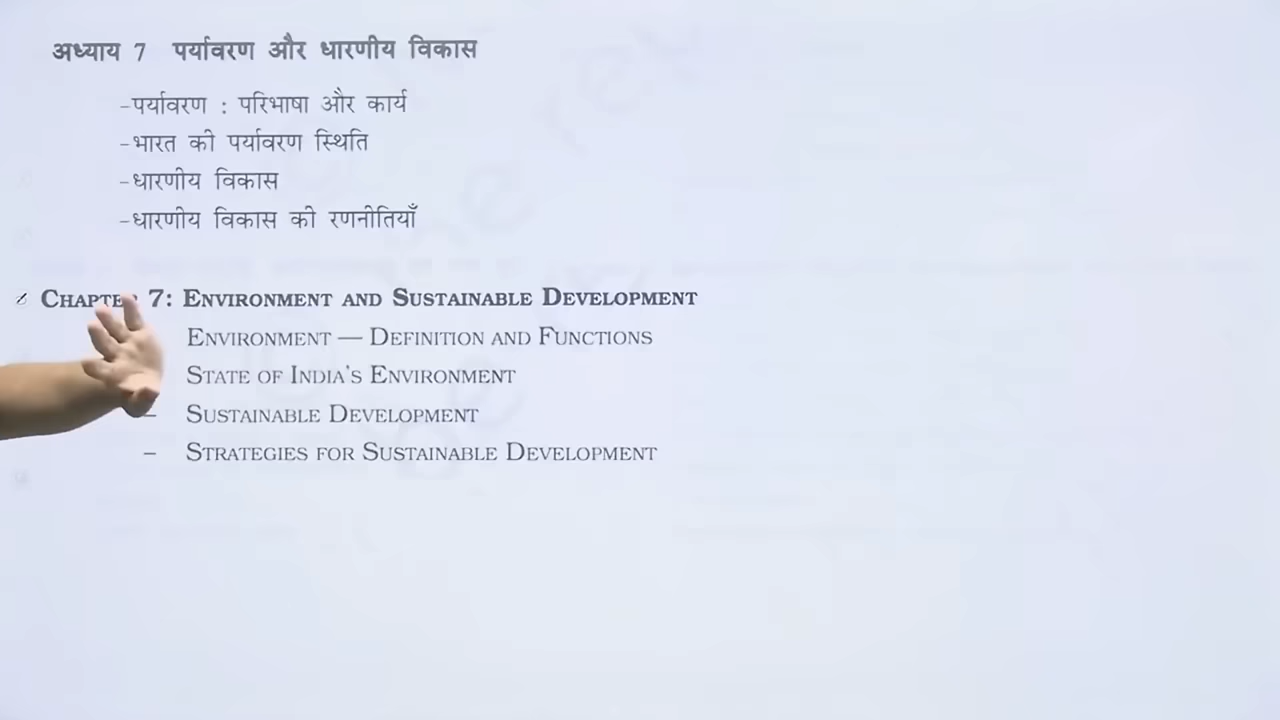 अध्याय 7 पर्यावरण और धारणीय विकास
-पर्यावरण : परिभाषा और कार्य
-भारत की पर्यावरण स्थिति
-धारणीय विकास
-धारणीय विकास की रणनीतियाँ
CHAPTER 7: ENVIRONMENT AND SUSTAINABLE DEVELOPMENT
ENVIRONMENT — DEFINITION AND FUNCTIONS
STATE OF INDIA'S ENVIRONMENT
– SUSTAINABLE DEVELOPMENT
– STRATEGIES FOR SUSTAINABLE DEVELOPMENT